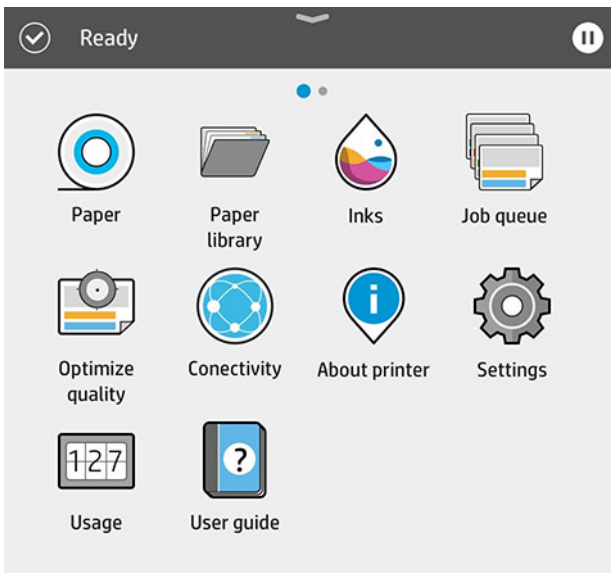 Ready
Paper
Paper
library
Inks
Job queue
i
Optimize
quality
Conectivity
About printer
Settings
127
?
Usage
User guide